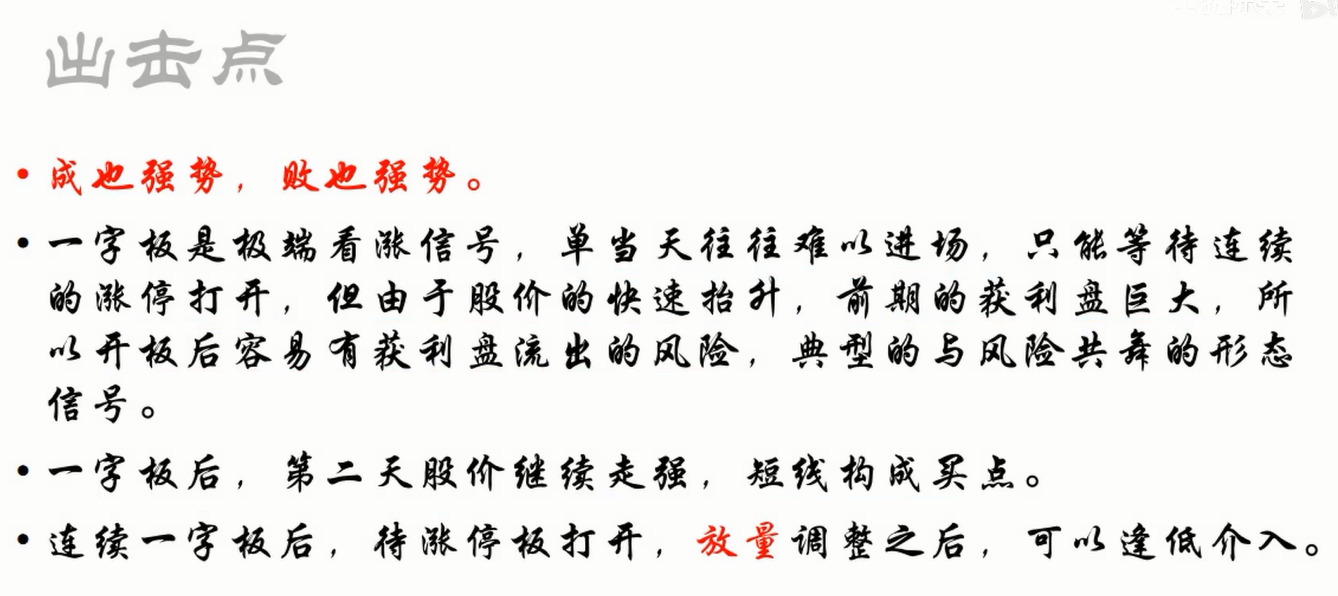 出击点
• 成也强势，败也强势。
• 一字板是极端看涨信号，单当天往往难以进场，只能等待连续
的涨停打开，但由于股价的快速抬升，前期的获利盘巨大，所
以开板后容易有获利盘流出的风险，典型的与风险共舞的形态
信号。
• 一字板后，第二天股价继续走强，短线构成买点。
• 连续一字板后，待涨停板打开，放量调整之后，可以逢低介入。